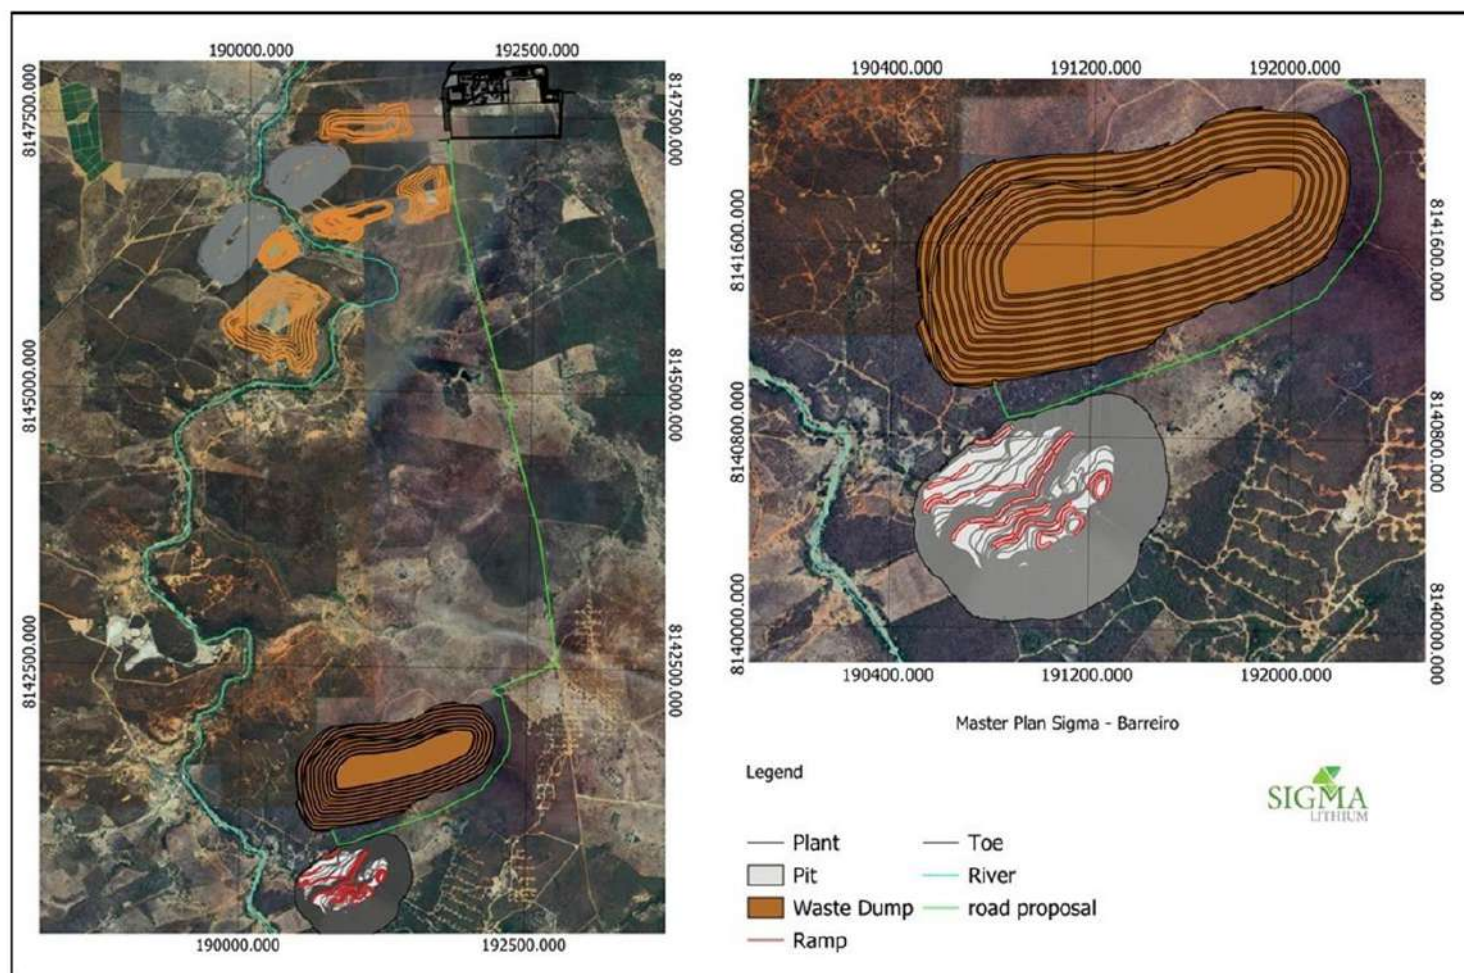 190000.000
192500.000
8147500.000
8147500.000
8145000.000
8145000.000
8142500.000
8142500.000
190000.000
192500.000
190400.000
191200.000
192000.000
8141600.000
8141600.000
8140800.000
8140800.000
8140000.000
8140000.000
190400.000
191200.000
192000.000
Master Plan Sigma - Barreiro
Legend
Plant
Toe
Pit
River
Waste Dump
road proposal
Ramp
SIGMA
LITHIUM